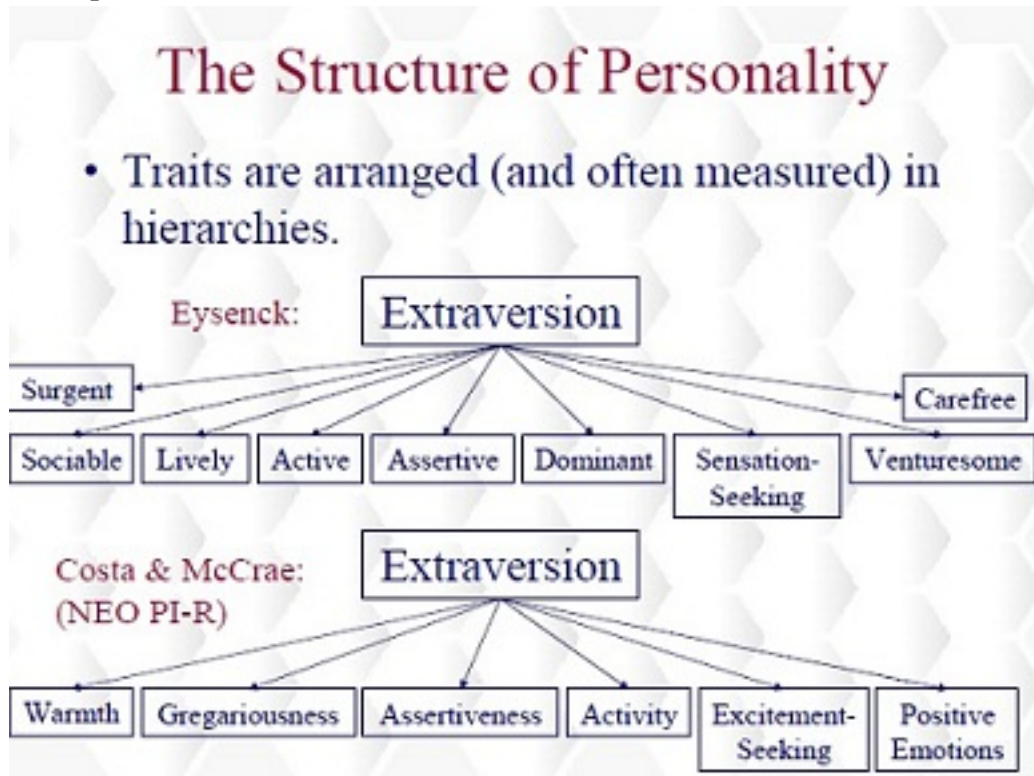 The Structure of Personality
• Traits are arranged (and often measured) in
hierarchies.
Eysenck:
Extraversion
Surgent
Carefree
Sociable
Lively
Active
Assertive
Dominant
Sensation-
Seeking
Venturesome
Costa & McCrae:
(NEO PI-R)
Extraversion
Warmth
Gregariousness
Assertiveness
Activity
Excitement-
Seeking
Positive
Emotions